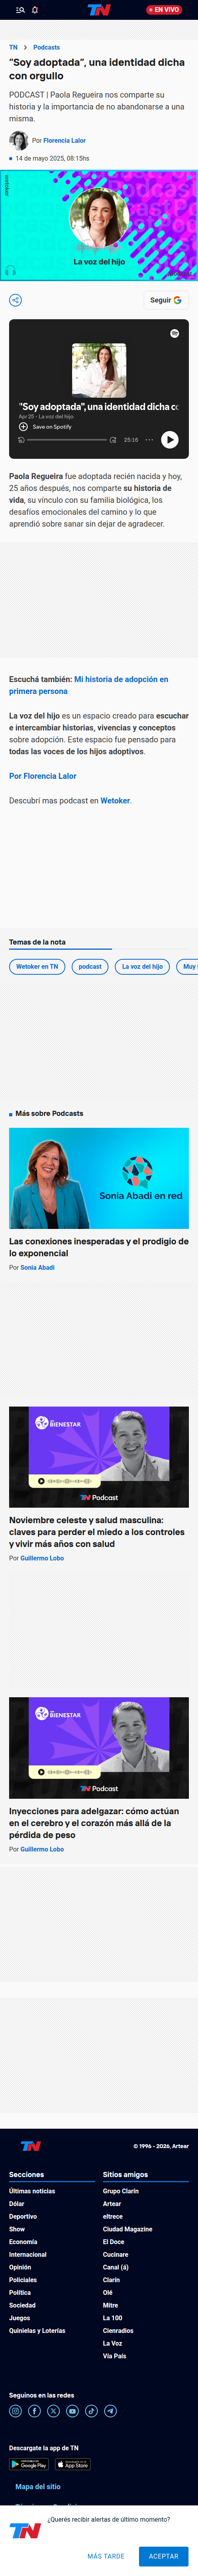 TN
EN VIVO
TN > Podcasts
“Soy adoptada”, una identidad dicha
con orgullo
PODCAST | Paola Regueira nos comparte su
historia y la importancia de no abandonarse a una
misma.
Por Florencia Lalor
14 de mayo 2025, 08:15hs
wetoker
La voz del hijo
Seguir
"Soy adoptada", una identidad dicha co
Apr 25 · La voz del hijo
Save on Spotify
25:16
Paola Regueira fue adoptada recién nacida y hoy,
25 años después, nos comparte su historia de
vida, su vínculo con su familia biológica, los
desafíos emocionales del camino y lo que
aprendió sobre sanar sin dejar de agradecer.
Escuchá también: Mi historia de adopción en
primera persona
La voz del hijo es un espacio creado para escuchar
e intercambiar historias, vivencias y conceptos
sobre adopción. Este espacio es pensado para
todas las voces de los hijos adoptivos.
Por Florencia Lalor
Descubrí mas podcast en Wetoker.
Temas de la nota
Wetoker en TN
podcast
La voz del hijo
Más sobre Podcasts
Sonia Abadi en red
Las conexiones inesperadas y el prodigio de
lo exponencial
Por Sonia Abadi
BIENESTAR
TN Podcast
Noviembre celeste y salud masculina:
claves para perder el miedo a los controles
y vivir más años con salud
Por Guillermo Lobo
BIENESTAR
TN Podcast
Inyecciones para adelgazar: cómo actúan
en el cerebro y el corazón más allá de la
pérdida de peso
Por Guillermo Lobo
TN
© 1996 - 2026, Artear
Secciones
Últimas noticias
Dólar
Deportivo
Show
Economía
Internacional
Opinión
Policiales
Política
Sociedad
Juegos
Quinielas y Loterías
Sitios amigos
Grupo Clarín
Artear
eltrece
Ciudad Magazine
El Doce
Cucinare
Canal (á)
Clarín
Olé
Mitre
La 100
Cienradios
La Voz
Vía País
Seguinos en las redes
Descargate la app de TN
Google Play
App Store
Mapa del sitio
TN
¿Querés recibir alertas de último momento?
MÁS TARDE
ACEPTAR